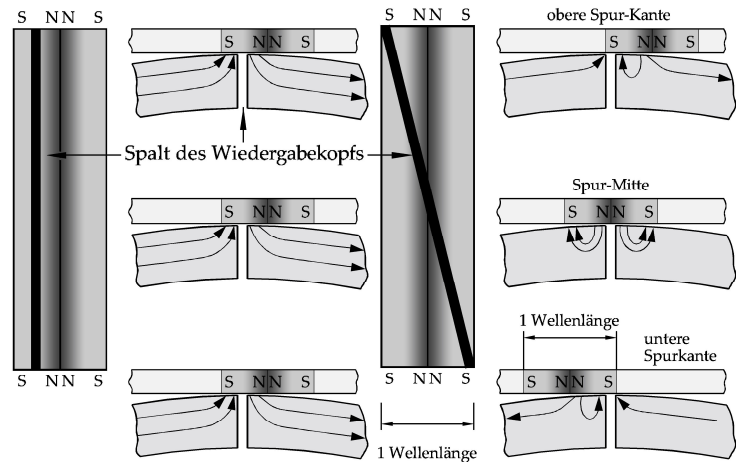 S NN S
S NN S
obere Spur-Kante
S NN S
S NN S
Spalt des Wiedergabekopfs
Spur-Mitte
S NN S
S NN S
1 Wellenlänge
untere
Spurkante
S NN S
S NN S
S NN S
S NN S
1 Wellenlänge